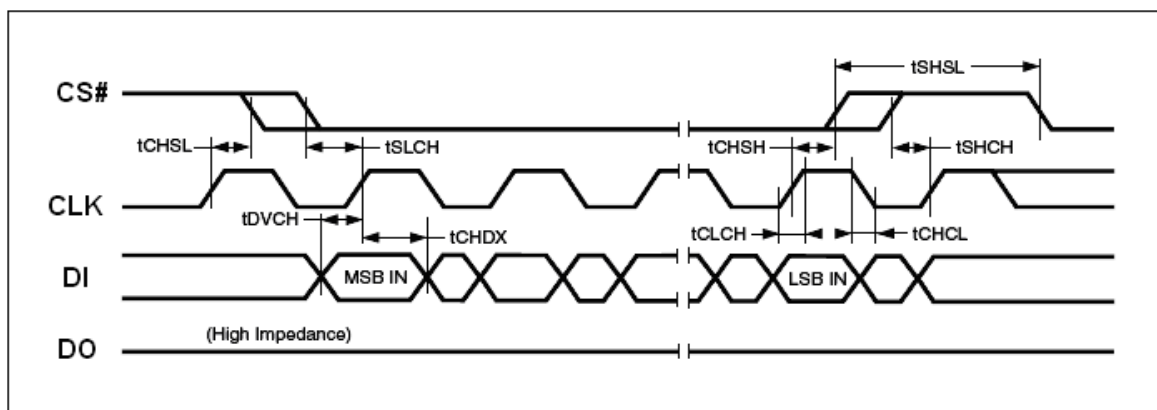 tSHSL
CS#
tCHSL
tSLCH
tCHSH
tSHCH
CLK
tDVCH
tCHDX
tCLCH
tCHCL
DI
MSB IN
LSB IN
(High Impedance)
DO